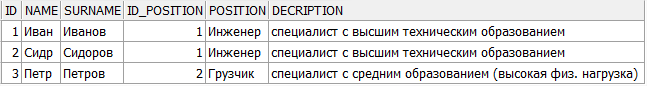 ID NAME SURNAME ID_POSITION POSITION DECRIPTION
1 Иван Иванов 1 Инженер специалист с высшим техническим образованием
2 Сидр Сидоров 1 Инженер специалист с высшим техническим образованием
3 Петр Петров 2 Грузчик специалист с средним образованием (высокая физ. нагрузка)